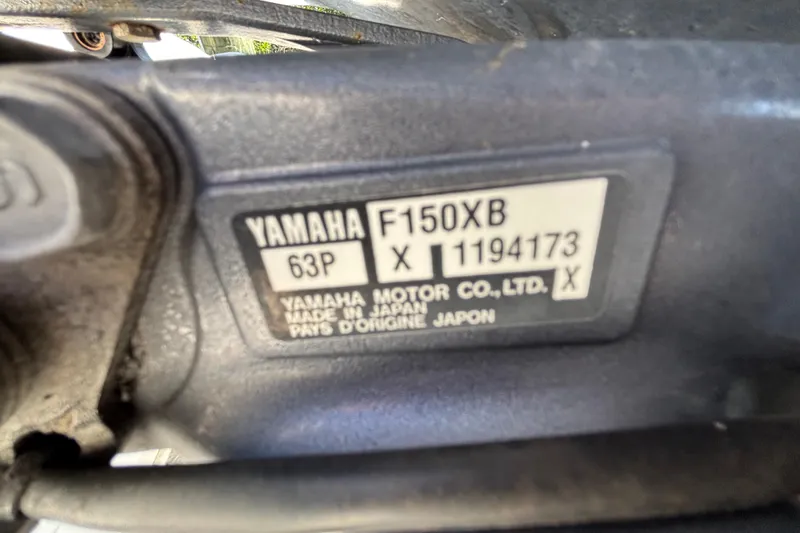 YAMAHA F150XB
63P X 1194173
YAMAHA MOTOR CO.,LTD. X
MADE IN JAPAN
PAYS D'ORIGINE JAPON